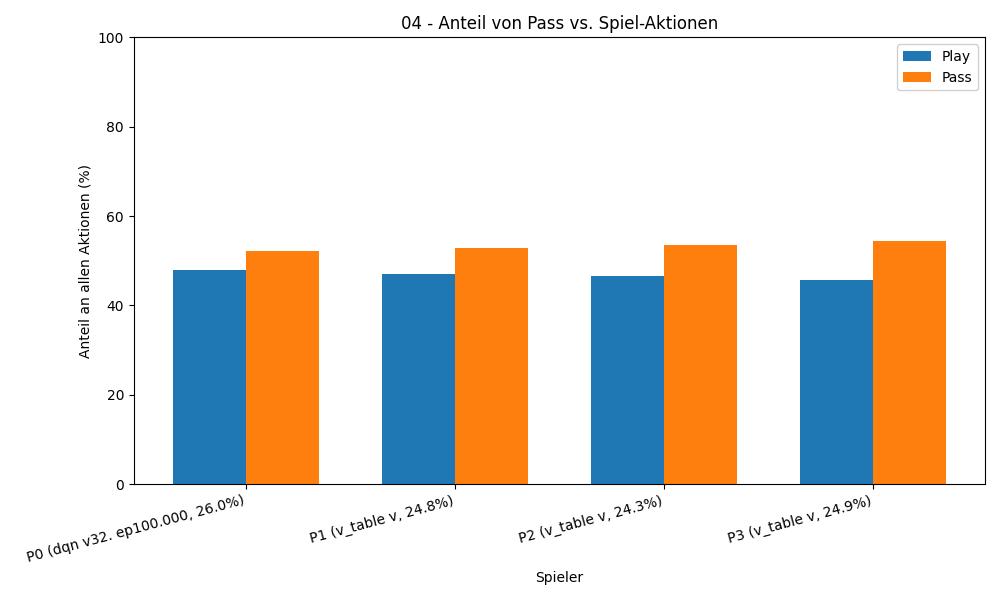 04 - Anteil von Pass vs. Spiel-Aktionen
Play
Pass
Anteil an allen Aktionen (%)
100
80
60
40
20
0
P0 (dqn v32. ep100.000, 26.0%)
P1 (v_table v, 24.8%)
P2 (v_table v, 24.3%)
P3 (v_table v, 24.9%)
Spieler